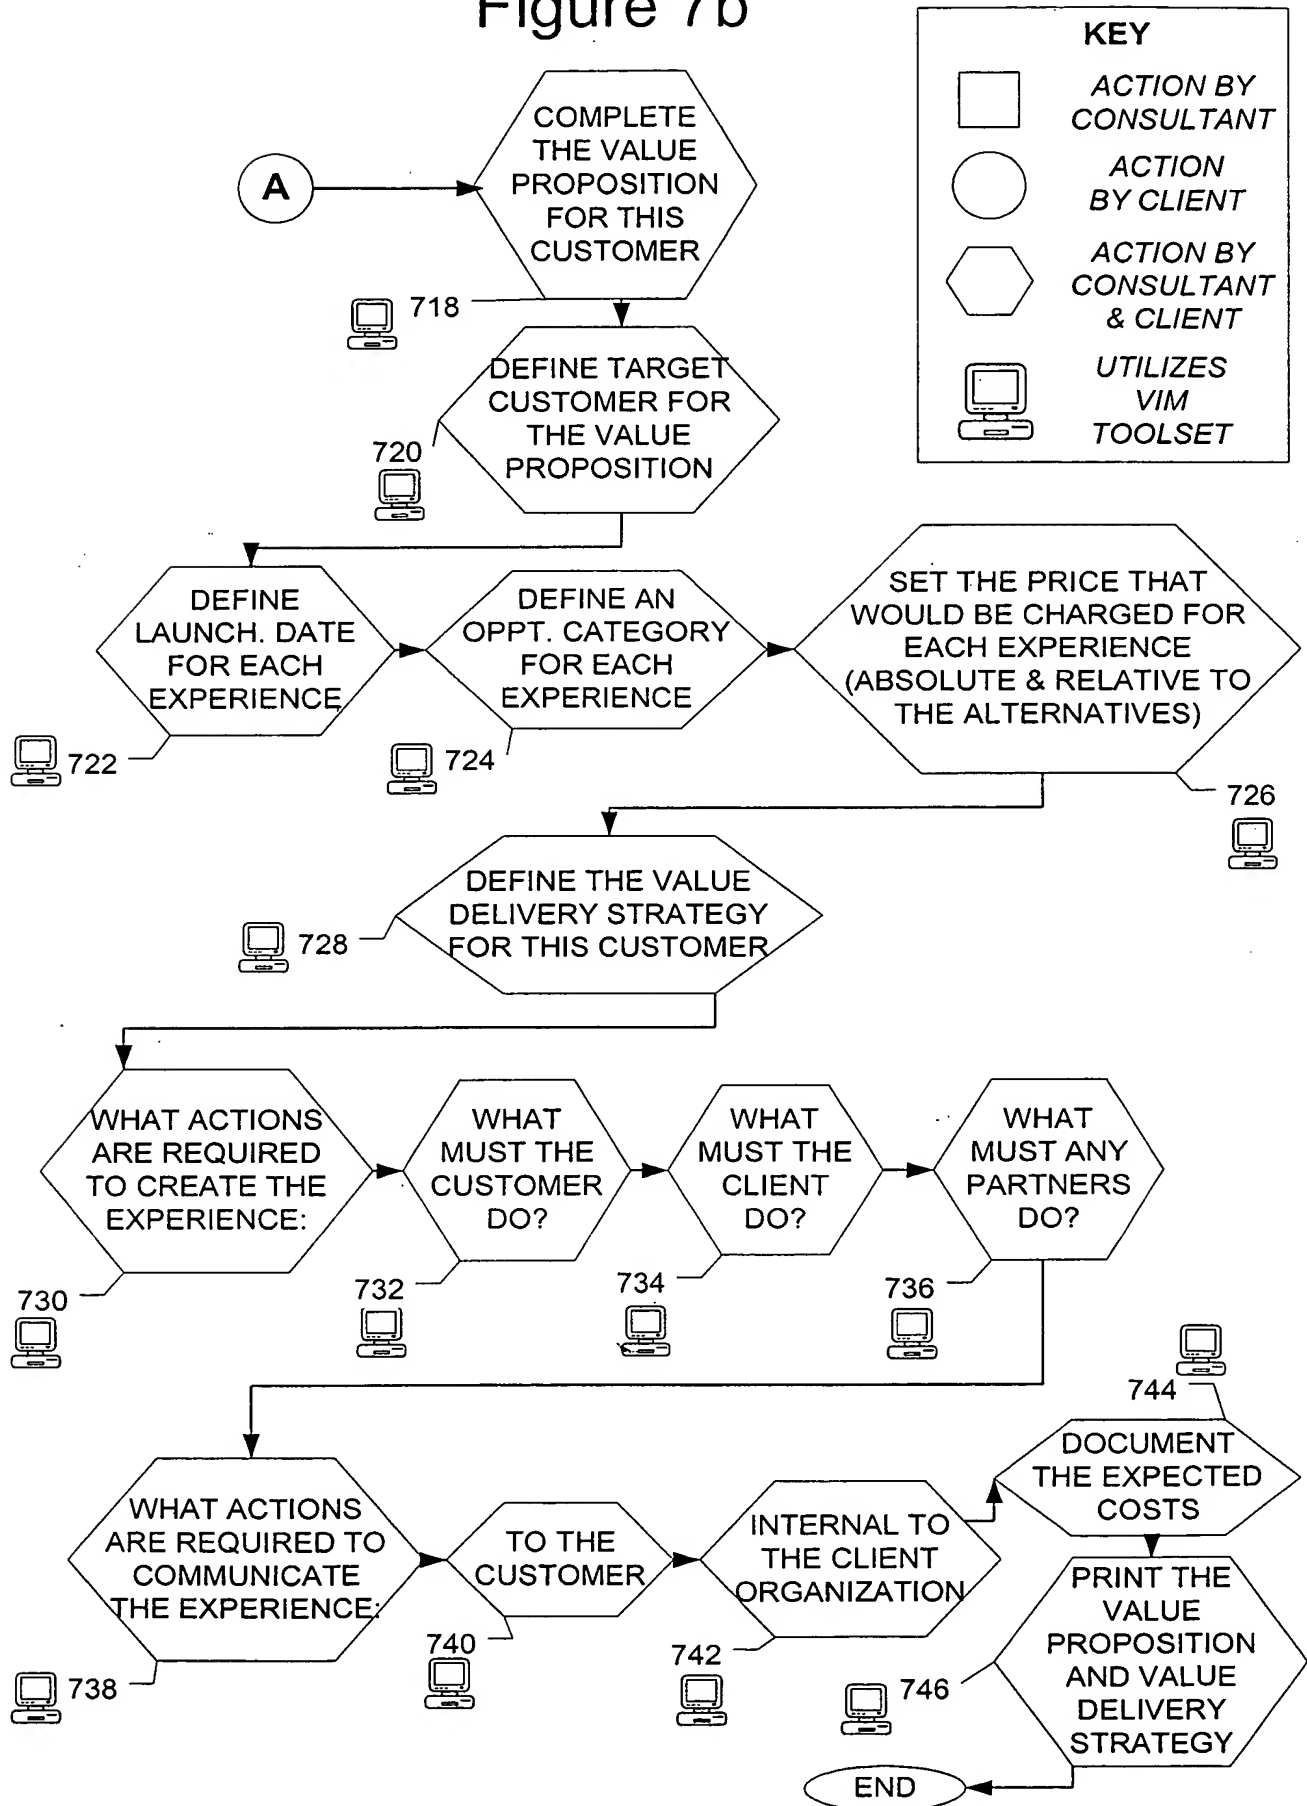 Figure 7b
KEY
ACTION BY
CONSULTANT
ACTION
BY CLIENT
ACTION BY
CONSULTANT
& CLIENT
UTILIZES
VIM
TOOLSET
A
COMPLETE
THE VALUE
PROPOSITION
FOR THIS
CUSTOMER
718
DEFINE TARGET
CUSTOMER FOR
THE VALUE
PROPOSITION
720
DEFINE
LAUNCH. DATE
FOR EACH
EXPERIENCE
722
DEFINE AN
OPPT. CATEGORY
FOR EACH
EXPERIENCE
724
SET THE PRICE THAT
WOULD BE CHARGED FOR
EACH EXPERIENCE
(ABSOLUTE & RELATIVE TO
THE ALTERNATIVES)
726
DEFINE THE VALUE
DELIVERY STRATEGY
FOR THIS CUSTOMER
728
WHAT ACTIONS
ARE REQUIRED
TO CREATE THE
EXPERIENCE:
730
WHAT
MUST THE
CUSTOMER
DO?
732
WHAT
MUST THE
CLIENT
DO?
734
WHAT
MUST ANY
PARTNERS
DO?
736
WHAT ACTIONS
ARE REQUIRED TO
COMMUNICATE
THE EXPERIENCE:
738
TO THE
CUSTOMER
740
INTERNAL TO
THE CLIENT
ORGANIZATION
742
744
DOCUMENT
THE EXPECTED
COSTS
PRINT THE
VALUE
PROPOSITION
AND VALUE
DELIVERY
STRATEGY
746
END